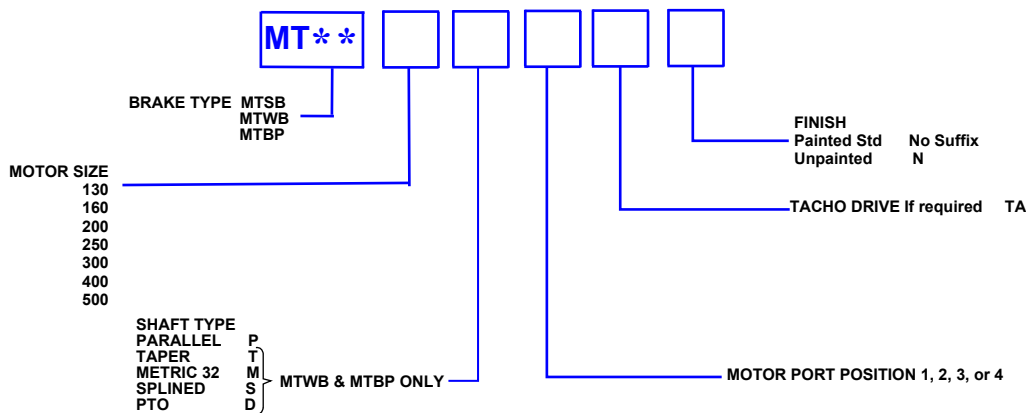 MT**
BRAKE TYPE MTSB
MTWB
MTBP
FINISH
Painted Std No Suffix
Unpainted N
MOTOR SIZE
130
160
200
250
300
400
500
TACHO DRIVE If required TA
SHAFT TYPE
PARALLEL P
TAPER T
METRIC 32 M
SPLINED S
PTO D
MTWB & MTBP ONLY
MOTOR PORT POSITION 1, 2, 3, or 4